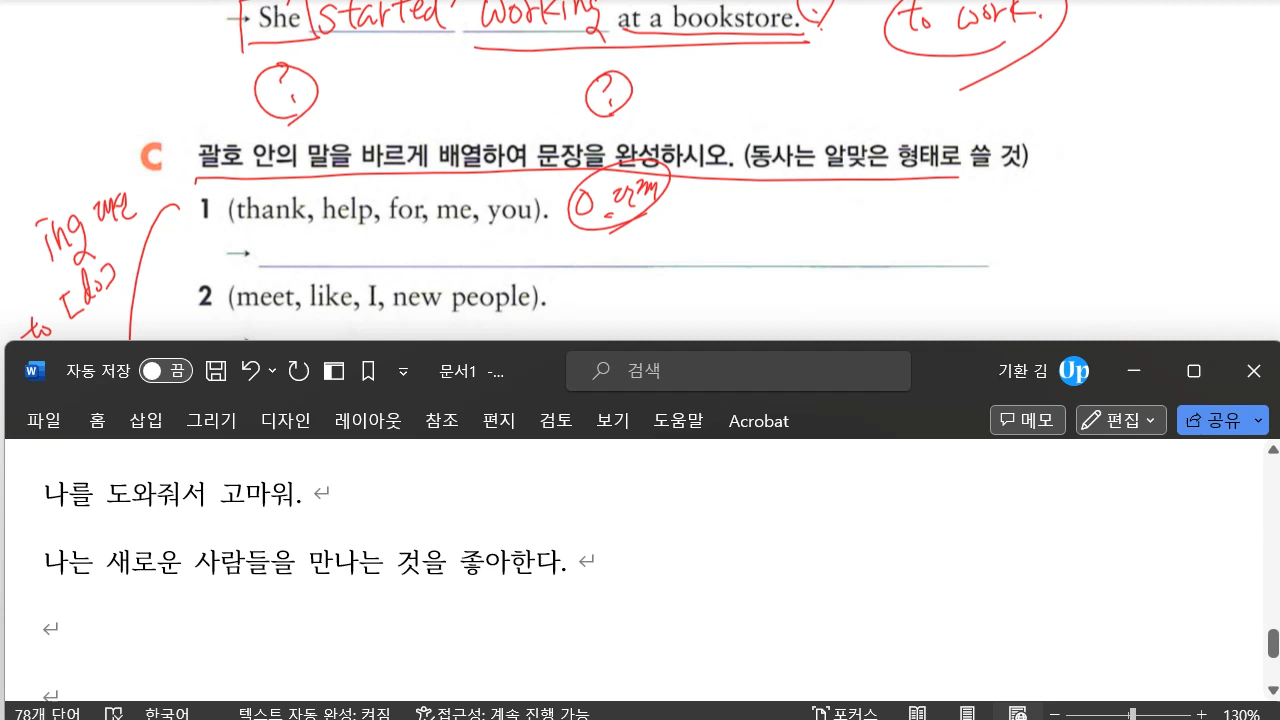 → She started working at a bookstore.
to work.
?
?
C 괄호 안의 말을 바르게 배열하여 문장을 완성하시오. (동사는 알맞은 형태로 쓸 것)
1 (thank, help, for, me, you).
→
ing
to [do]
2 (meet, like, I, new people).
자동 저장 끔 문서1 -... 검색 기환 김 Up
파일 홈 삽입 그리기 디자인 레이아웃 참조 편지 검토 보기 도움말 Acrobat 메모 편집 공유
나를 도와줘서 고마워.
나는 새로운 사람들을 만나는 것을 좋아한다.
78개 단어 한국어 텍스트 자동 완성: 켜짐 접근성: 계속 진행 가능 포커스 130%